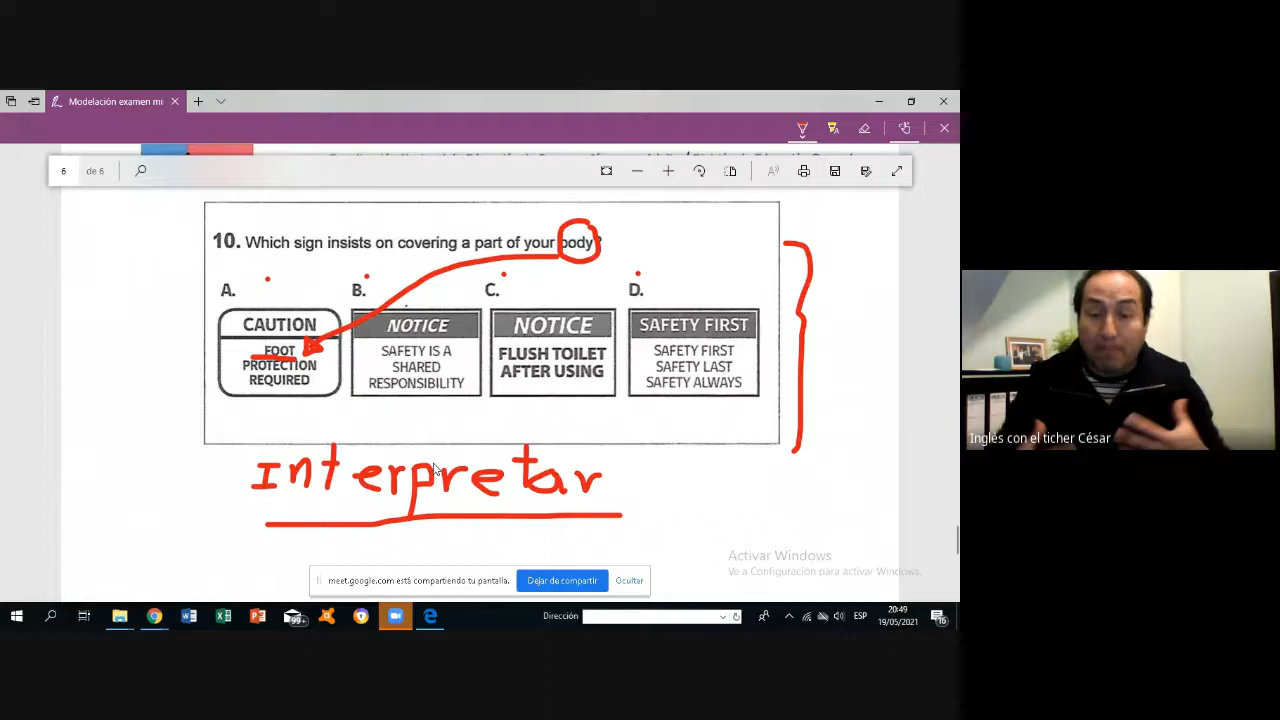 Modelación examen mi
6 de 6
10. Which sign insists on covering a part of your body?
A. B. C. D.
CAUTION
FOOT
PROTECTION
REQUIRED
NOTICE
SAFETY IS A
SHARED
RESPONSIBILITY
NOTICE
FLUSH TOILET
AFTER USING
SAFETY FIRST
SAFETY FIRST
SAFETY LAST
SAFETY ALWAYS
Interpretar
Inglés con el ticher César
Activar Windows
Ve a Configuración para activar Windows.
meet.google.com está compartiendo tu pantalla. Dejar de compartir Ocultar
99+
Dirección
ESP
20:49
19/05/2021
16